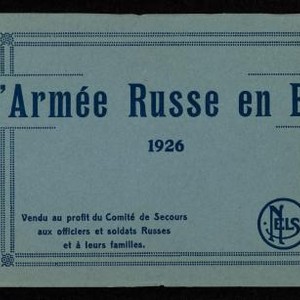 'Armée Russe en E
1926
Vendu au profit du Comité de Secours
aux officiers et soldats Russes
et à leurs familles.
NELS